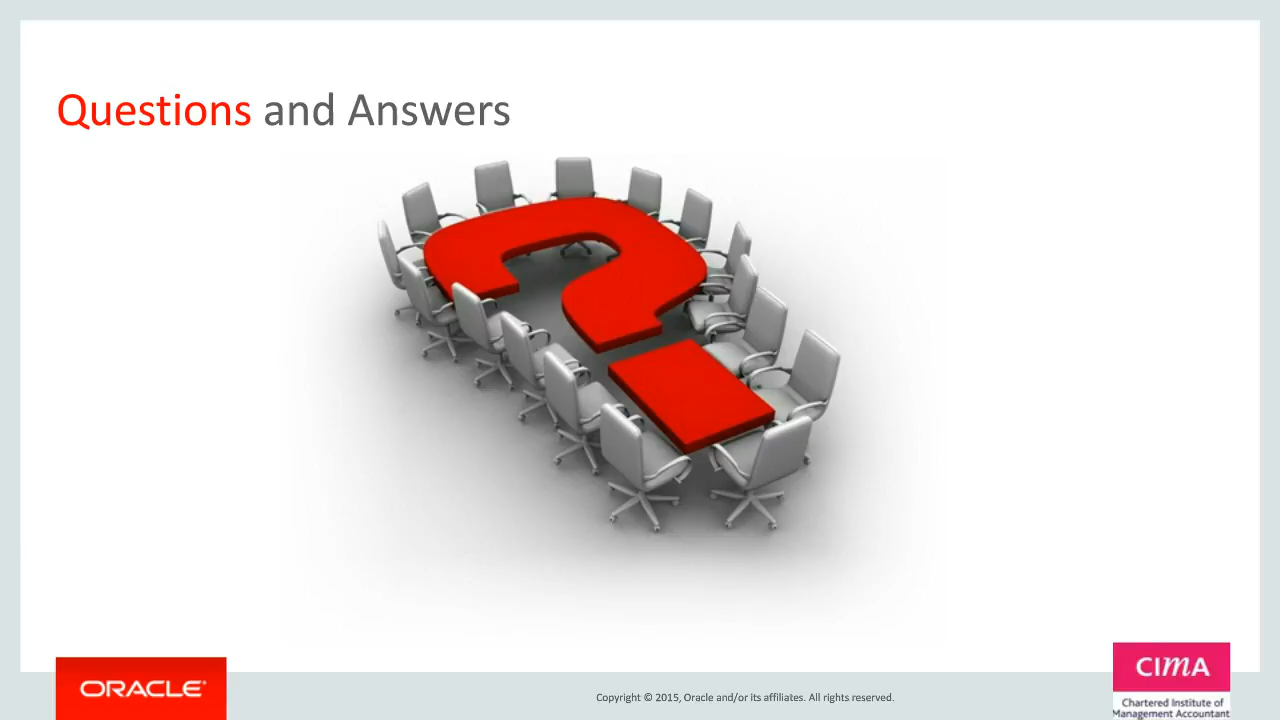 Questions and Answers
ORACLE®
Copyright © 2015, Oracle and/or its affiliates. All rights reserved.
CIMA
Chartered Institute of
Management Accountant